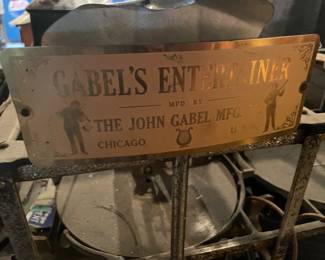 GABEL'S ENTERTAINER
MFD. BY
THE JOHN GABEL MFG.
CHICAGO